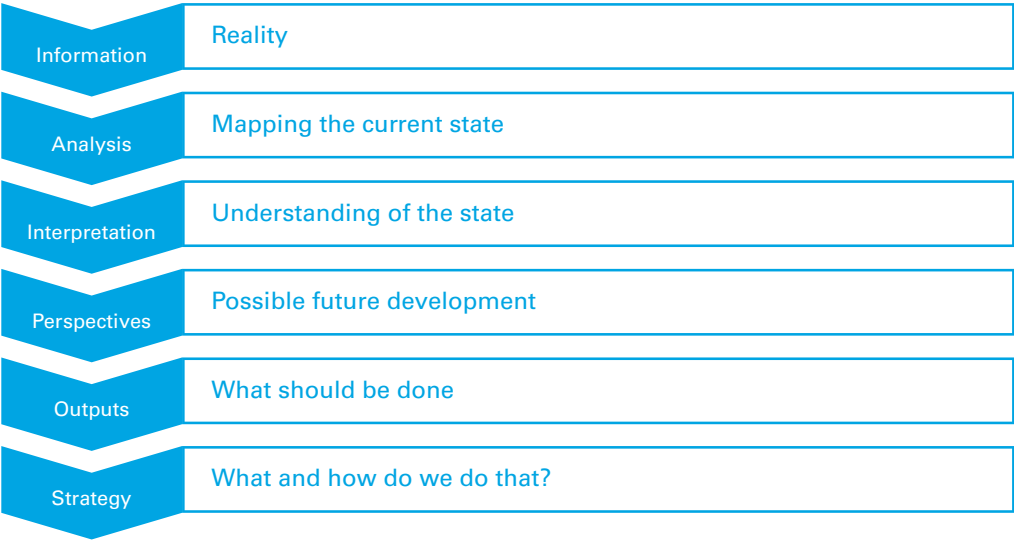 Information
Reality
Analysis
Mapping the current state
Interpretation
Understanding of the state
Perspectives
Possible future development
Outputs
What should be done
Strategy
What and how do we do that?